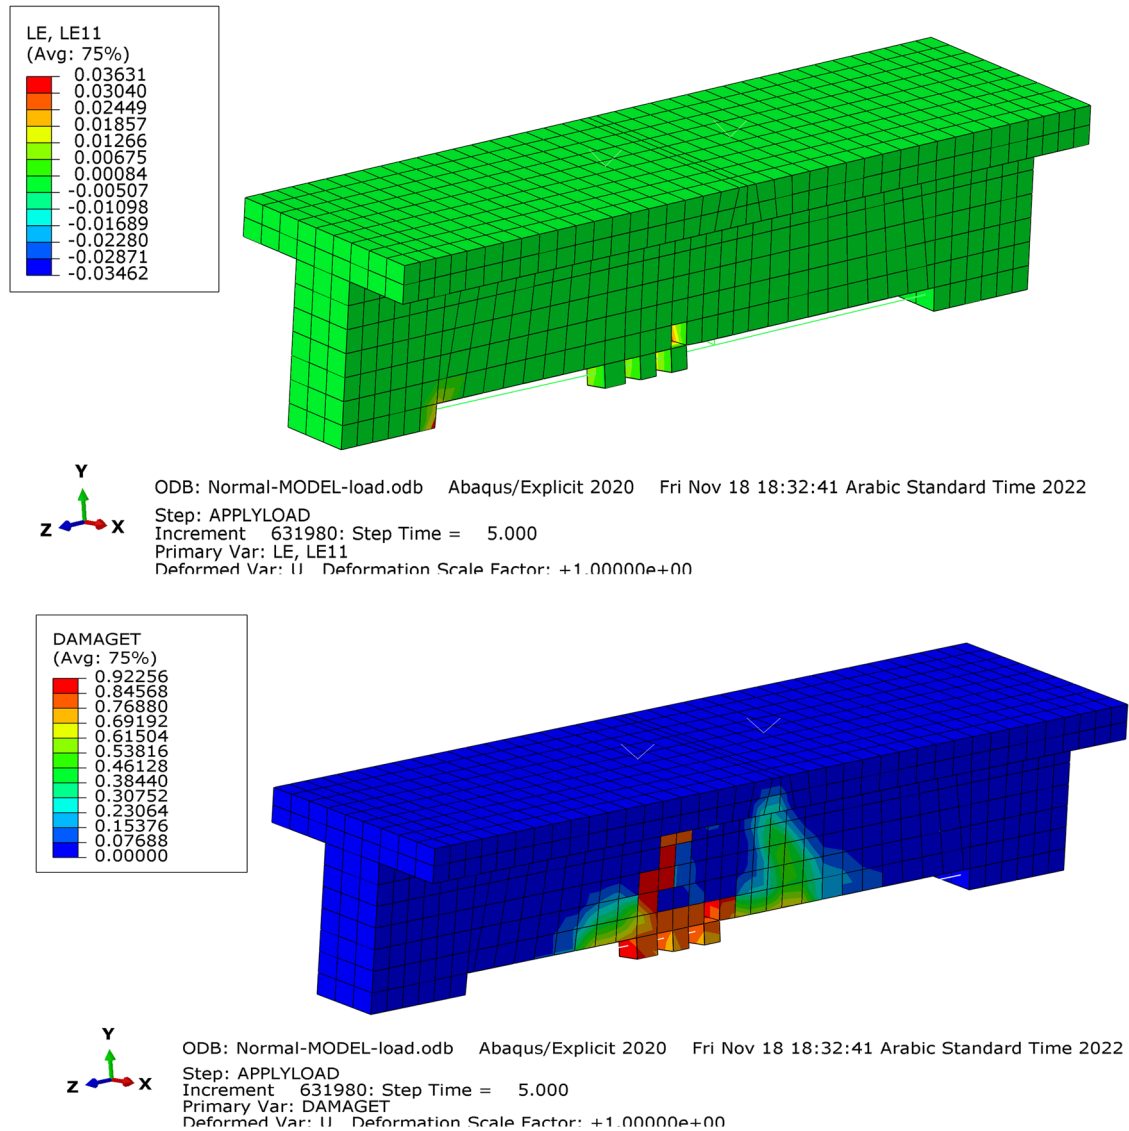 LE, LE11
(Avg: 75%)
0.03631
0.03040
0.02449
0.01857
0.01266
0.00675
0.00084
-0.00507
-0.01098
-0.01689
-0.02280
-0.02871
-0.03462
Y
Z
X
ODB: Normal-MODEL-load.odb Abaqus/Explicit 2020 Fri Nov 18 18:32:41 Arabic Standard Time 2022
Step: APPLYLOAD
Increment 631980: Step Time = 5.000
Primary Var: LE, LE11
Deformed Var: U Deformation Scale Factor: +1.00000e+00
DAMAGET
(Avg: 75%)
0.92256
0.84568
0.76880
0.69192
0.61504
0.53816
0.46128
0.38440
0.30752
0.23064
0.15376
0.07688
0.00000
Y
Z
X
ODB: Normal-MODEL-load.odb Abaqus/Explicit 2020 Fri Nov 18 18:32:41 Arabic Standard Time 2022
Step: APPLYLOAD
Increment 631980: Step Time = 5.000
Primary Var: DAMAGET
Deformed Var: U Deformation Scale Factor: +1.00000e+00